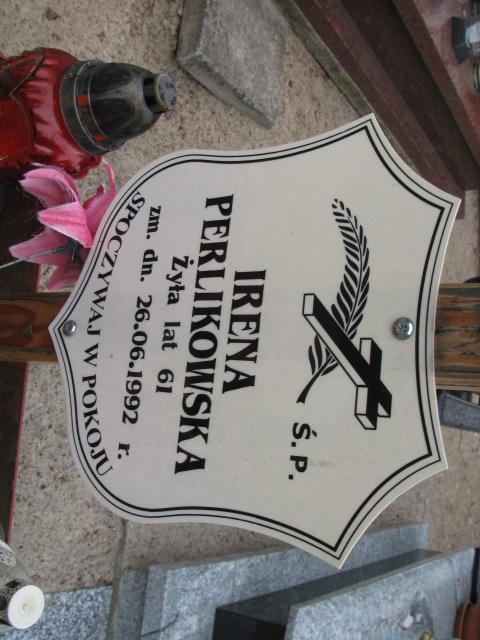 Ś.P.
IRENA
PERLIKOWSKA
Żyła lat 61
zm. dn. 26.06.1992 r.
SPOCZYWAJ W POKOJU